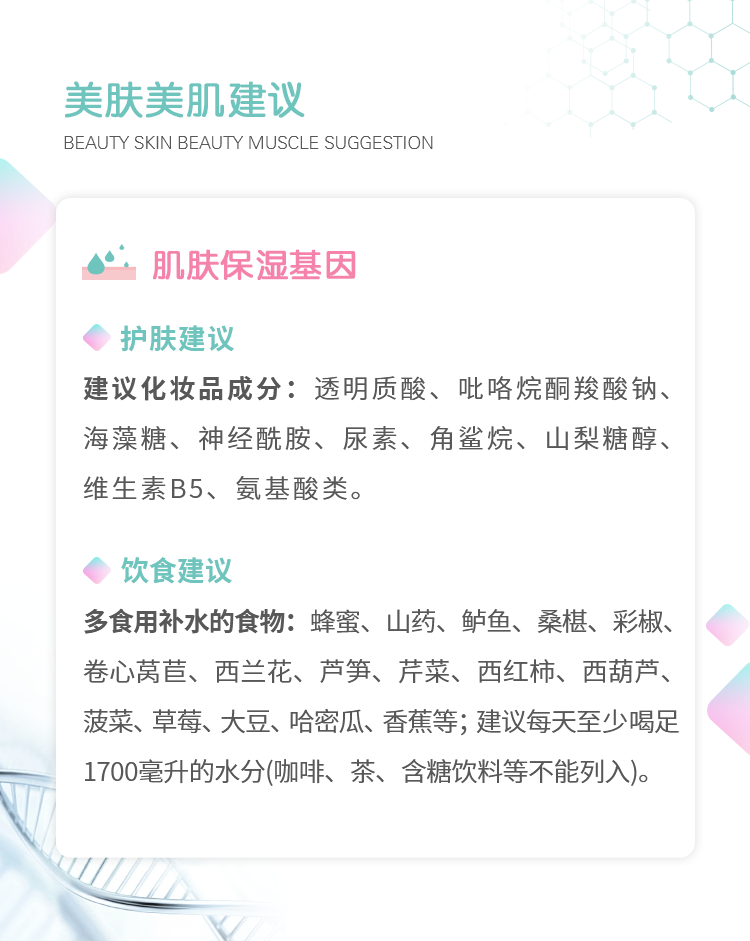 美肤美肌建议
BEAUTY SKIN BEAUTY MUSCLE SUGGESTION
肌肤保湿基因
护肤建议
建议化妆品成分：透明质酸、吡咯烷酮羧酸钠、
海藻糖、神经酰胺、尿素、角鲨烷、山梨糖醇、
维生素B5、氨基酸类。
饮食建议
多食用补水的食物：蜂蜜、山药、鲈鱼、桑椹、彩椒、
卷心莴苣、西兰花、芦笋、芹菜、西红柿、西葫芦、
菠菜、草莓、大豆、哈密瓜、香蕉等；建议每天至少喝足
1700毫升的水分(咖啡、茶、含糖饮料等不能列入)。